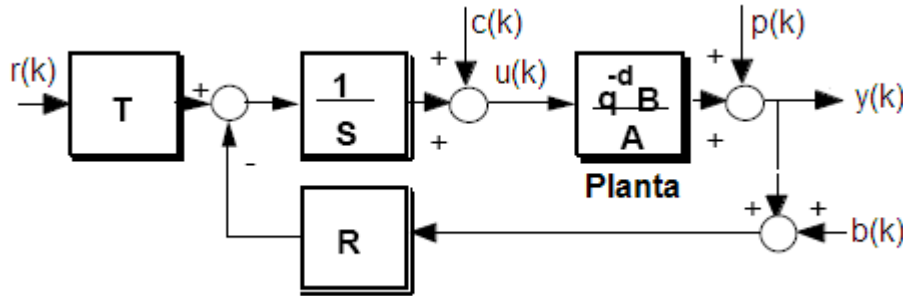 c(k)
p(k)
r(k)
+
+
u(k)
+
T
1
S
q^-d B
A
y(k)
+
+
-
Planta
+
+
R
b(k)